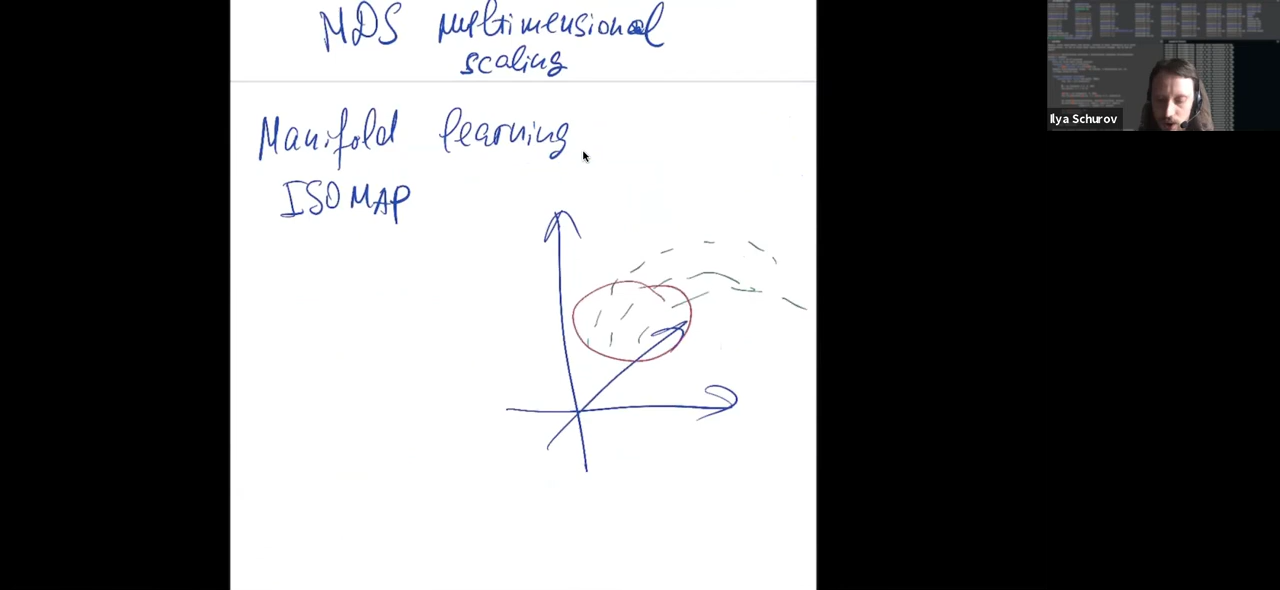 MDS multimensional
scaling
Manifold learning
ISOMAP
Ilya Schurov